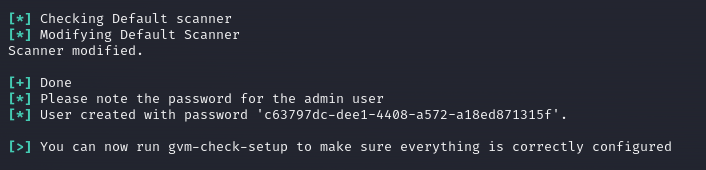 [*] Checking Default scanner
[*] Modifying Default Scanner
Scanner modified.
[+] Done
[*] Please note the password for the admin user
[*] User created with password 'c63797dc-dee1-4408-a572-a18ed871315f'.
[>] You can now run gvm-check-setup to make sure everything is correctly configured